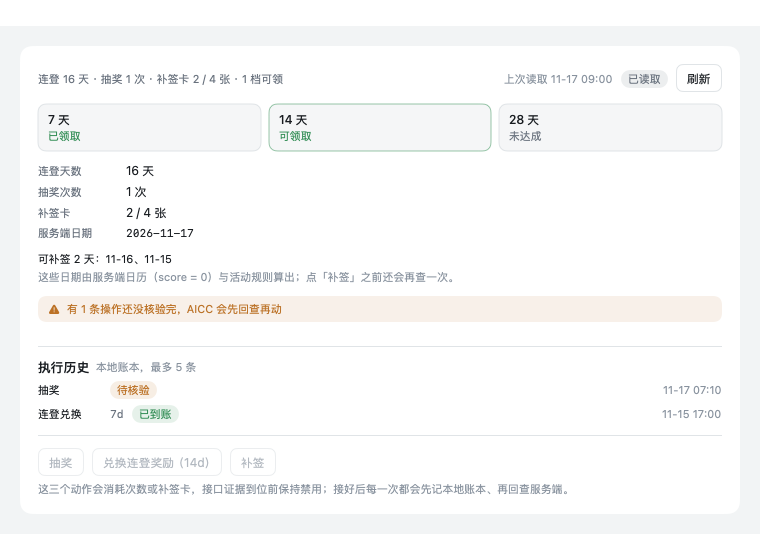 连登 16 天 · 抽奖 1 次 · 补签卡 2 / 4 张 · 1 档可领
上次读取 11-17 09:00 已读取 刷新
7 天 14 天 28 天
已领取 可领取 未达成
连登天数 16 天
抽奖次数 1 次
补签卡 2 / 4 张
服务端日期 2026-11-17
可补签 2 天：11-16、11-15
这些日期由服务端日历（score = 0）与活动规则算出；点「补签」之前还会再查一次。
有 1 条操作还没核验完，AICC 会先回查再动
执行历史 本地账本，最多 5 条
抽奖 待核验 11-17 07:10
连登兑换 7d 已到账 11-15 17:00
抽奖 兑换连登奖励（14d） 补签
这三个动作会消耗次数或补签卡，接口证据到位前保持禁用；接好后每一次都会先记本地账本、再回查服务端。